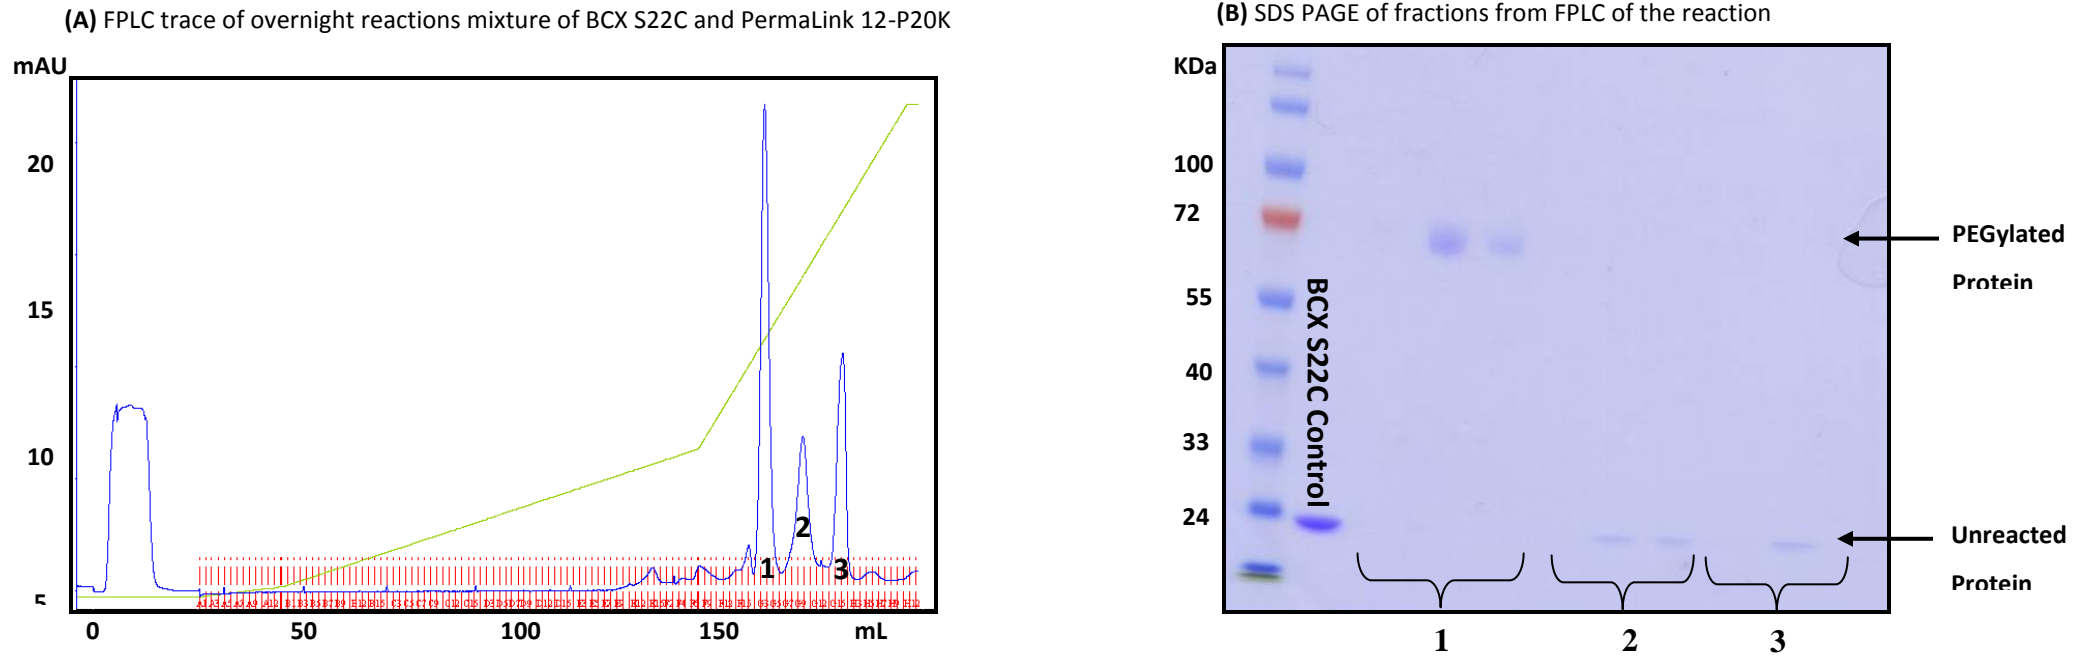 (A) FPLC trace of overnight reactions mixture of BCX S22C and PermaLink 12-P20K
mAU
20
15
10
5
0
50
100
150
mL
1
2
3
(B) SDS PAGE of fractions from FPLC of the reaction
KDa
100
72
55
40
33
24
BCX S22C Control
PEGylated
Protein
Unreacted
Protein
1
2
3